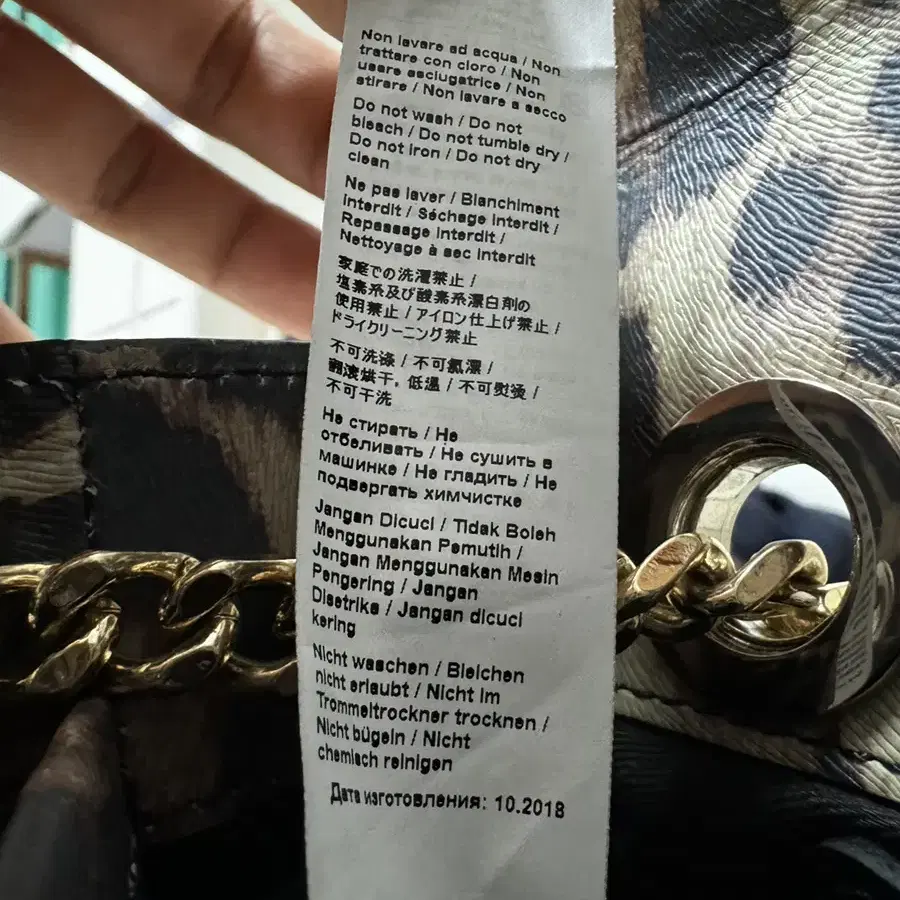 Non lavare ad acqua / Non
trattare con cloro / Non
usare asciugatrice / Non
stirare / Non lavare a secco
Do not wash / Do not
bleach / Do not tumble dry /
Do not iron / Do not dry
clean
Ne pas laver / Blanchiment
interdit / Séchage interdit /
Repassage interdit /
Nettoyage à sec interdit
家庭での洗濯禁止 /
塩素系及び酸素系漂白剤の
使用禁止 / アイロン仕上げ禁止 /
ドライクリーニング禁止
不可洗涤 / 不可氯漂 /
翻滚烘干，低温 / 不可熨烫 /
不可干洗
Не стирать / Не
отбеливать / Не сушить в
машинке / Не гладить / Не
подвергать химчистке
Jangan Dicuci / Tidak Boleh
Menggunakan Pemutih /
Jangan Menggunakan Mesin
Pengering / Jangan
Disetrika / Jangan dicuci
kering
Nicht waschen / Bleichen
nicht erlaubt / Nicht im
Trommeltrockner trocknen /
Nicht bügeln / Nicht
chemisch reinigen
Дата изготовления: 10.2018